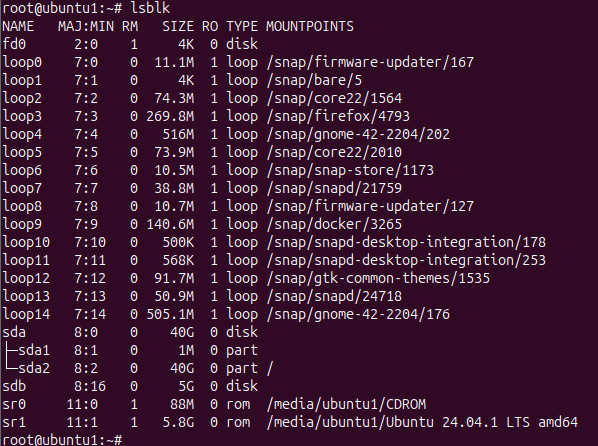 root@ubuntu1:~# lsblk
NAME   MAJ:MIN RM   SIZE RO TYPE MOUNTPOINTS
fd0      2:0    1     4K  0 disk
loop0    7:0    0  11.1M  1 loop /snap/firmware-updater/167
loop1    7:1    0     4K  1 loop /snap/bare/5
loop2    7:2    0  74.3M  1 loop /snap/core22/1564
loop3    7:3    0 269.8M  1 loop /snap/firefox/4793
loop4    7:4    0   516M  1 loop /snap/gnome-42-2204/202
loop5    7:5    0  73.9M  1 loop /snap/core22/2010
loop6    7:6    0  10.5M  1 loop /snap/snap-store/1173
loop7    7:7    0  38.8M  1 loop /snap/snapd/21759
loop8    7:8    0  10.7M  1 loop /snap/firmware-updater/127
loop9    7:9    0 140.6M  1 loop /snap/docker/3265
loop10   7:10   0   500K  1 loop /snap/snapd-desktop-integration/178
loop11   7:11   0   568K  1 loop /snap/snapd-desktop-integration/253
loop12   7:12   0  91.7M  1 loop /snap/gtk-common-themes/1535
loop13   7:13   0  50.9M  1 loop /snap/snapd/24718
loop14   7:14   0 505.1M  1 loop /snap/gnome-42-2204/176
sda      8:0    0    40G  0 disk
├─sda1   8:1    0     1M  0 part
└─sda2   8:2    0    40G  0 part /
sdb      8:16   0     5G  0 disk
sr0     11:0    1    88M  0 rom  /media/ubuntu1/CDROM
sr1     11:1    1   5.8G  0 rom  /media/ubuntu1/Ubuntu 24.04.1 LTS amd64
root@ubuntu1:~#